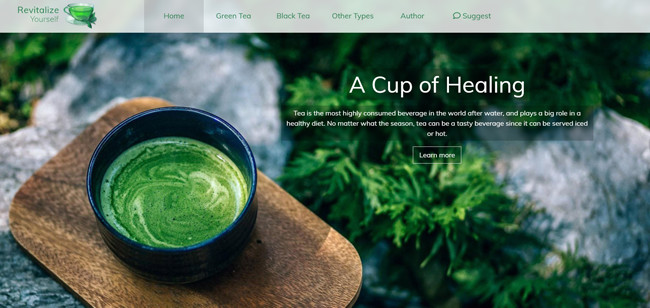 Revitalize
Yourself
Home
Green Tea
Black Tea
Other Types
Author
Suggest
A Cup of Healing
Tea is the most highly consumed beverage in the world after water, and plays a big role in a
healthy diet. No matter what the season, tea can be a tasty beverage since it can be served iced
or hot.
Learn more